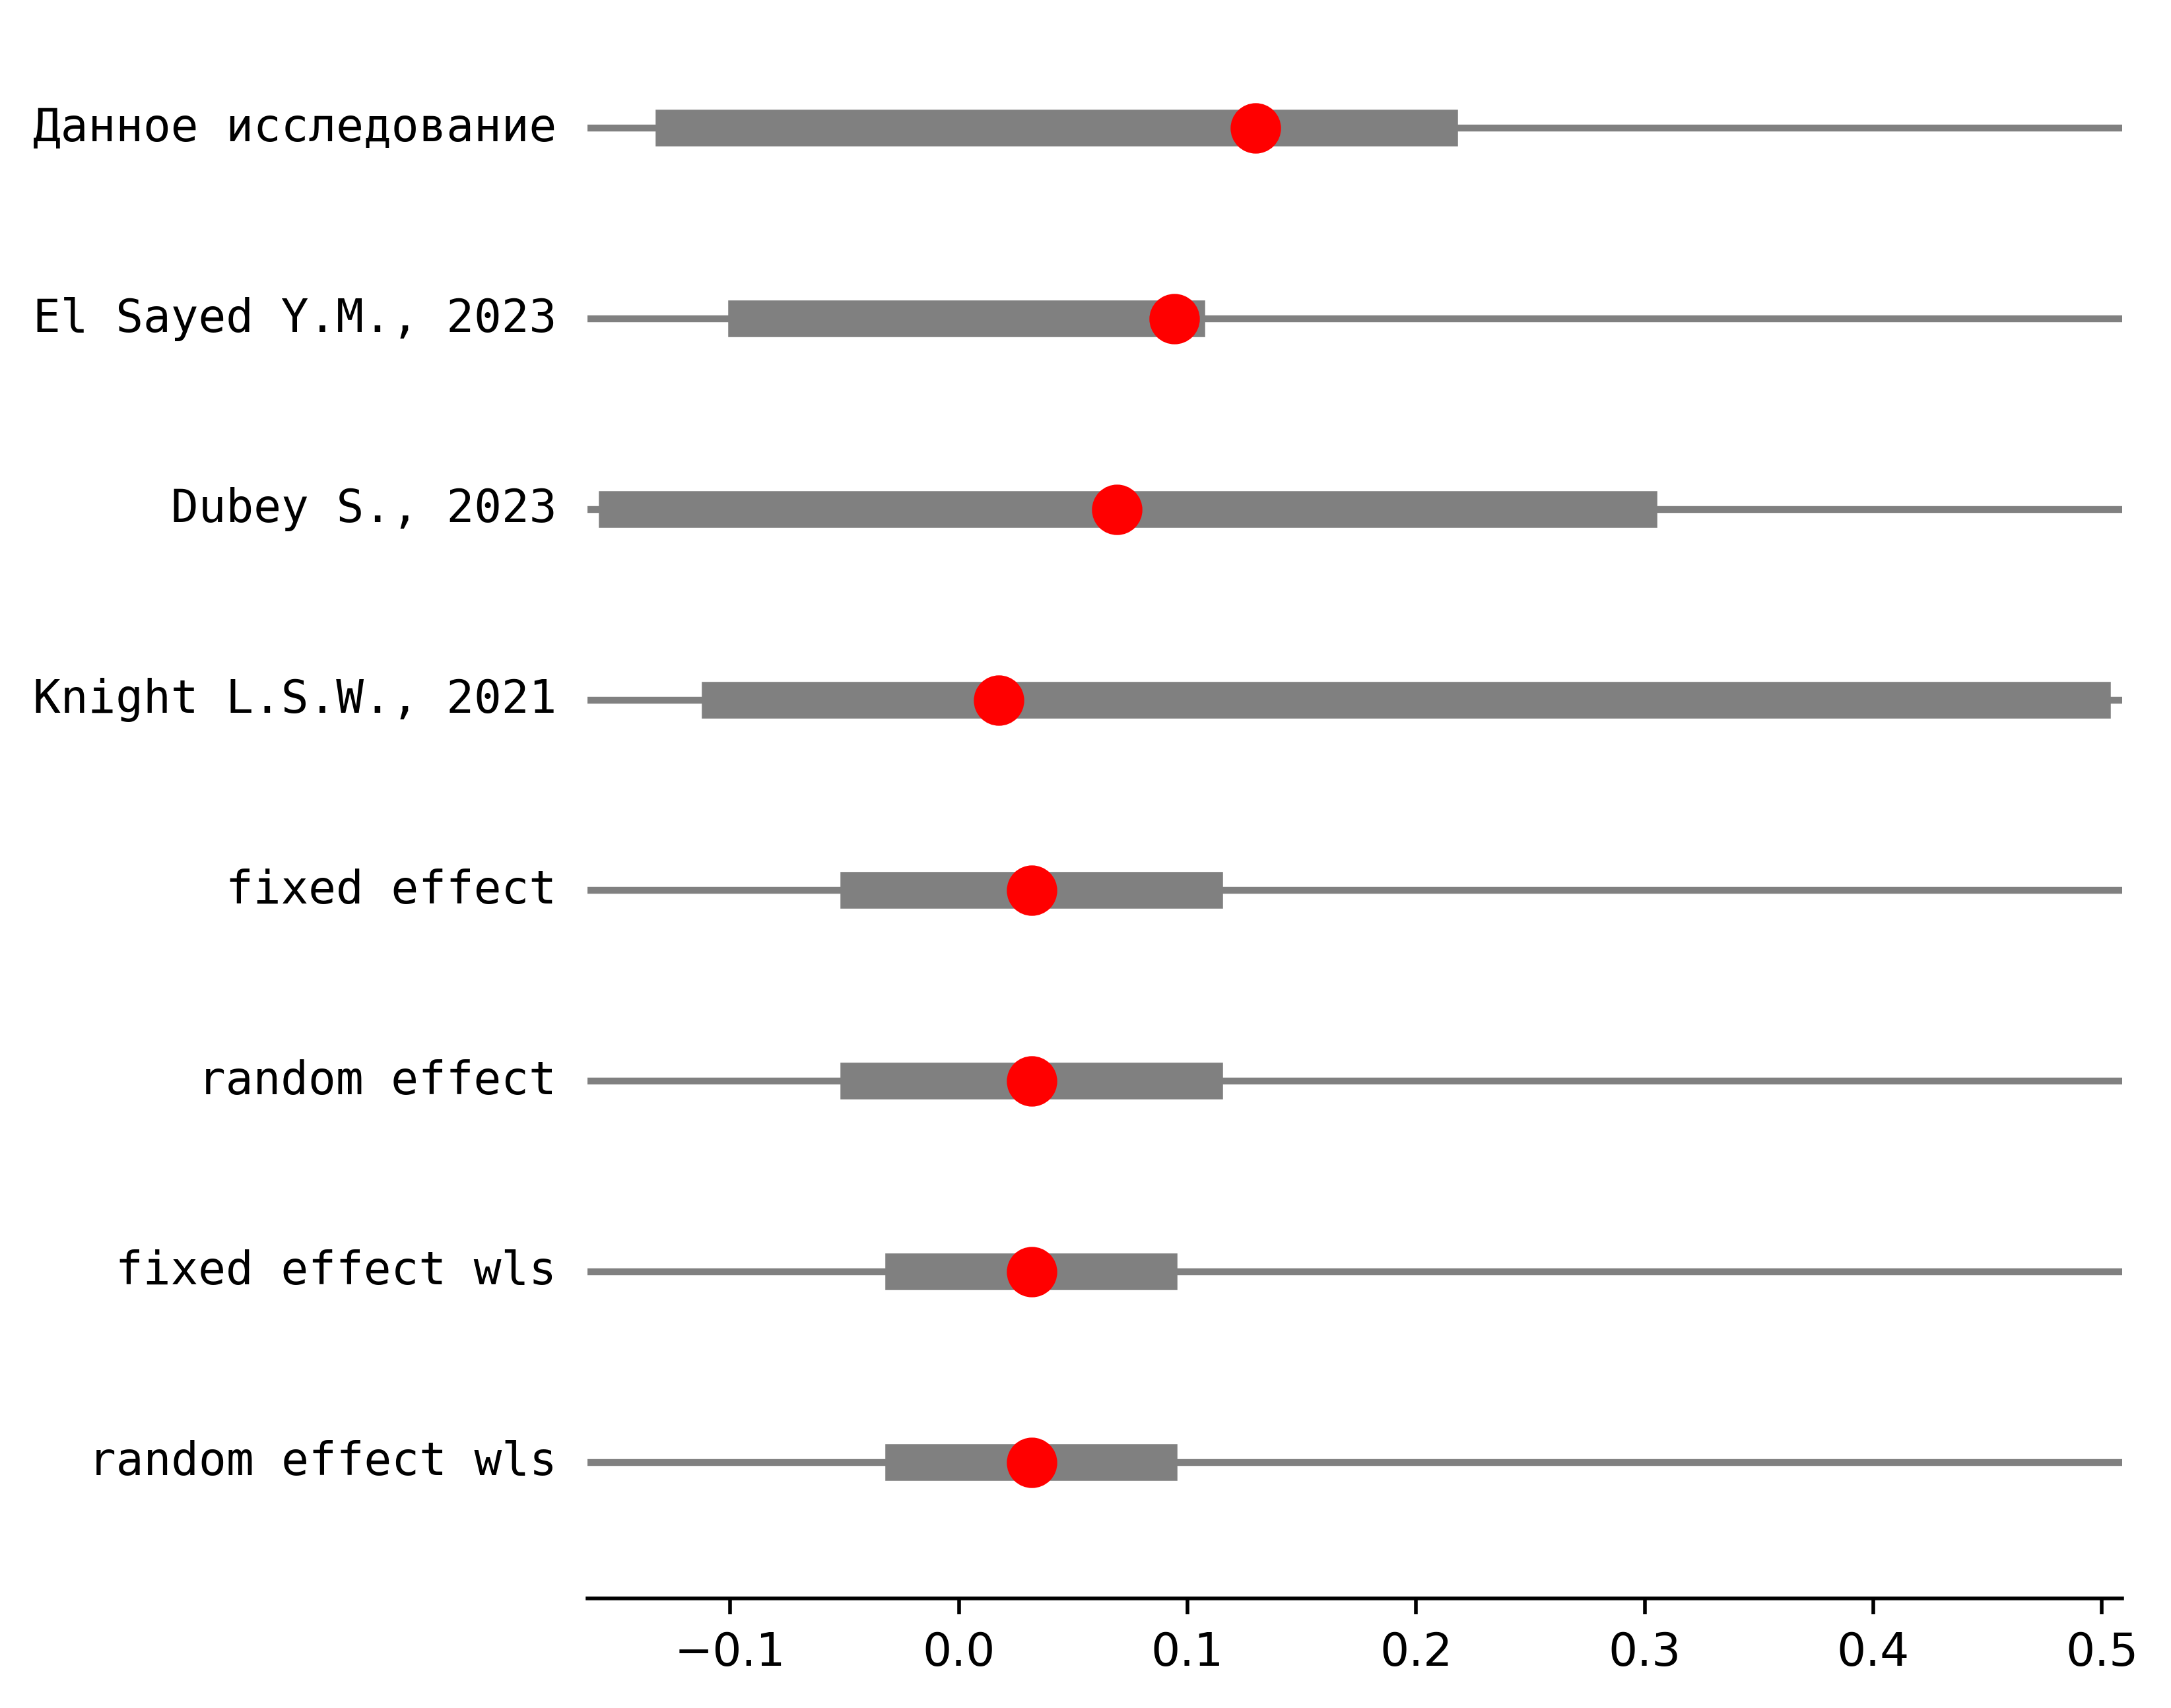 Данное исследование
El Sayed Y.M., 2023
Dubey S., 2023
Knight L.S.W., 2021
fixed effect
random effect
fixed effect wls
random effect wls
−0.1 0.0 0.1 0.2 0.3 0.4 0.5